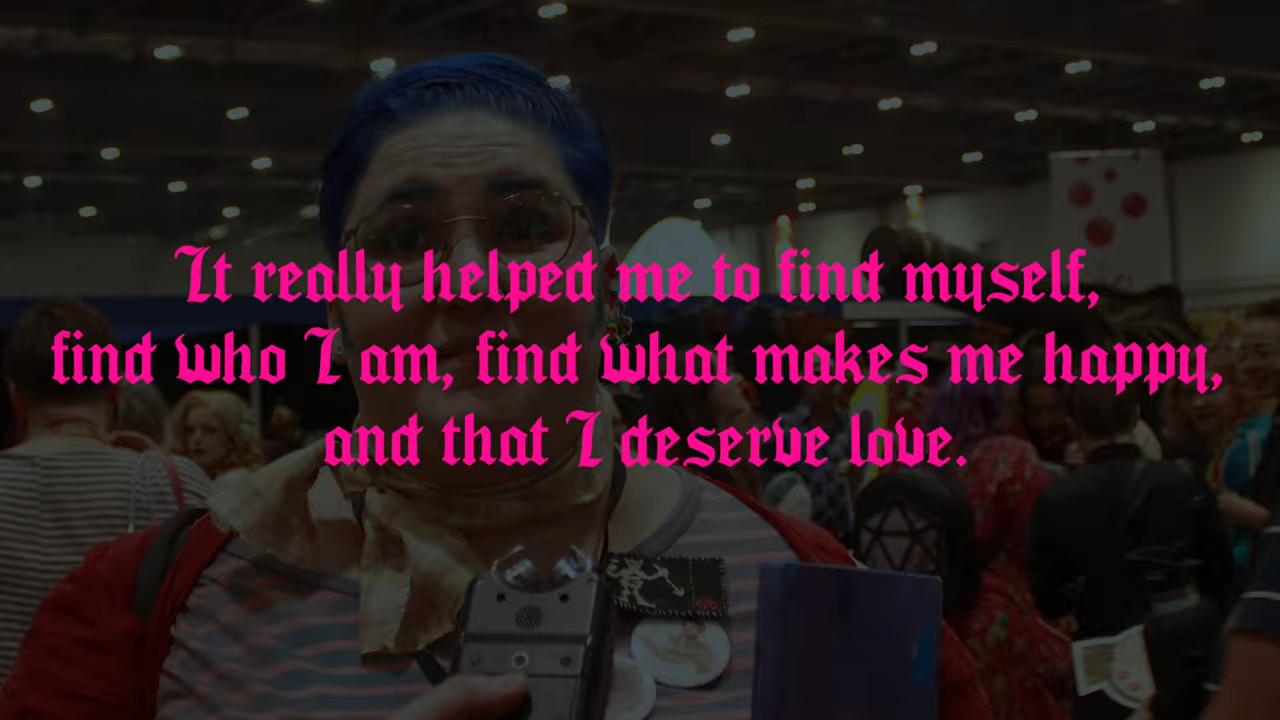 It really helped me to find myself,
find who I am, find what makes me happy,
and that I deserve love.